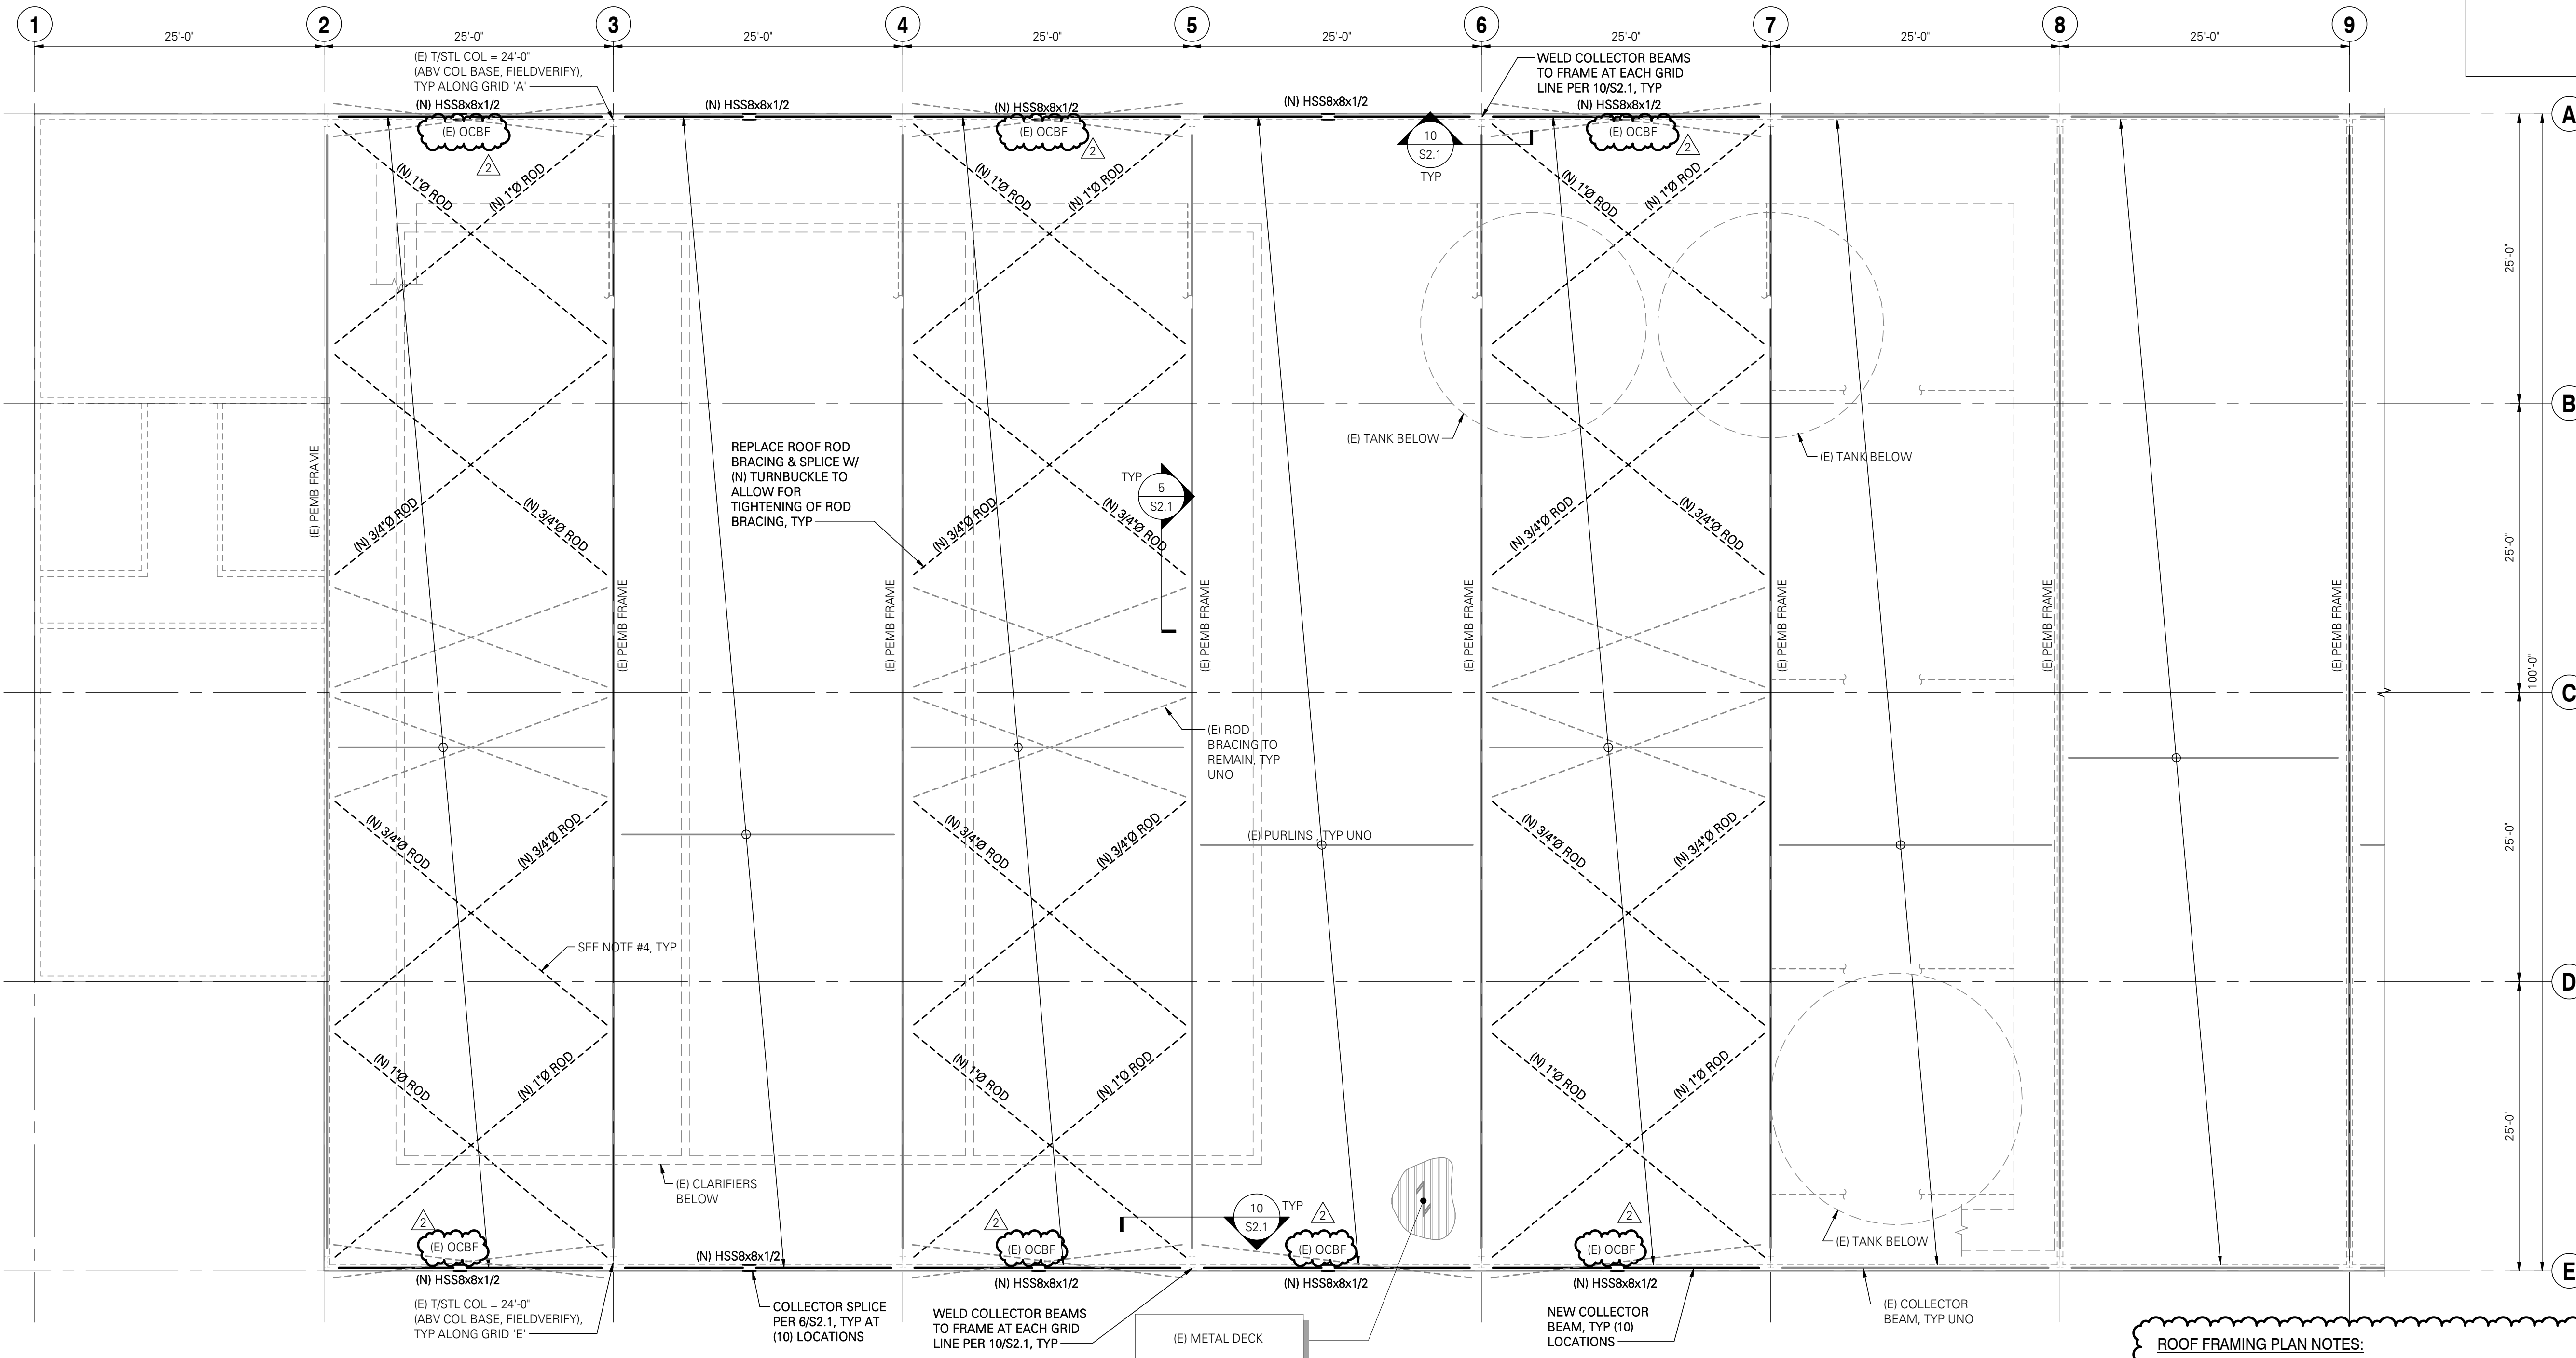 1 2 3 4 5 6 7 8 9
25'-0" 25'-0" 25'-0" 25'-0" 25'-0" 25'-0" 25'-0" 25'-0"
(E) T/STL COL = 24'-0"
(ABV COL BASE, FIELDVERIFY),
TYP ALONG GRID 'A'
WELD COLLECTOR BEAMS
TO FRAME AT EACH GRID
LINE PER 10/S2.1, TYP
(N) HSS8x8x1/2
(N) HSS8x8x1/2
(N) HSS8x8x1/2
(N) HSS8x8x1/2
(N) HSS8x8x1/2
A
(E) OCBF
2
(E) OCBF
2
10
S2.1
TYP
(E) OCBF
2
(N) 1"Ø ROD
(N) 1"Ø ROD
(N) 1"Ø ROD
(N) 1"Ø ROD
(N) 1"Ø ROD
(N) 1"Ø ROD
25'-0"
B
(E) TANK BELOW
(E) TANK BELOW
REPLACE ROOF ROD
BRACING & SPLICE W/
(N) TURNBUCKLE TO
ALLOW FOR
TIGHTENING OF ROD
BRACING, TYP
TYP
5
S2.1
(E) PEMB FRAME
(N) 3/4"Ø ROD
(N) 3/4"Ø ROD
(N) 3/4"Ø ROD
(N) 3/4"Ø ROD
(N) 3/4"Ø ROD
(N) 3/4"Ø ROD
25'-0"
(E) PEMB FRAME
(E) PEMB FRAME
(E) PEMB FRAME
(E) PEMB FRAME
(E) PEMB FRAME
(E) PEMB FRAME
(E) PEMB FRAME
100'-0"
C
(E) ROD
BRACING TO
REMAIN, TYP
UNO
(E) PURLINS , TYP UNO
(N) 3/4"Ø ROD
(N) 3/4"Ø ROD
(N) 3/4"Ø ROD
(N) 3/4"Ø ROD
(N) 3/4"Ø ROD
(N) 3/4"Ø ROD
25'-0"
SEE NOTE #4, TYP
D
(N) 1"Ø ROD
(N) 1"Ø ROD
(N) 1"Ø ROD
(N) 1"Ø ROD
(N) 1"Ø ROD
(N) 1"Ø ROD
25'-0"
(E) CLARIFIERS
BELOW
10
S2.1
TYP
2
(E) OCBF
2
(E) OCBF
2
(E) OCBF
2
(E) OCBF
(E) TANK BELOW
(N) HSS8x8x1/2
E
(N) HSS8x8x1/2
(N) HSS8x8x1/2
(N) HSS8x8x1/2
(N) HSS8x8x1/2
(E) T/STL COL = 24'-0"
(ABV COL BASE, FIELDVERIFY),
TYP ALONG GRID 'E'
COLLECTOR SPLICE
PER 6/S2.1, TYP AT
(10) LOCATIONS
WELD COLLECTOR BEAMS
TO FRAME AT EACH GRID
LINE PER 10/S2.1, TYP
(E) METAL DECK
NEW COLLECTOR
BEAM, TYP (10)
LOCATIONS
(E) COLLECTOR
BEAM, TYP UNO
ROOF FRAMING PLAN NOTES: